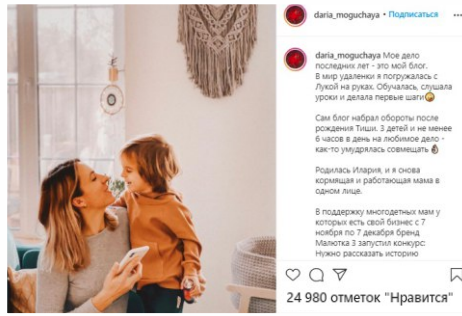 daria_moguchaya • Подписаться ...
daria_moguchaya Мое дело
последних лет - это мой блог.
В мир удаленки я погружалась с
Лукой на руках. Обучалась, слушала
уроки и делала первые шаги
Сам блог набрал обороты после
рождения Тиши. 3 детей и не менее
6 часов в день на любимое дело -
как-то умудрялась совмещать
Родилась Илария, и я снова
кормящая и работающая мама в
одном лице.
В поддержку многодетных мам у
которых есть свой бизнес с 7
ноября по 7 декабря бренд
Малютка 3 запустил конкурс:
Нужно рассказать историю
24 980 отметок "Нравится"